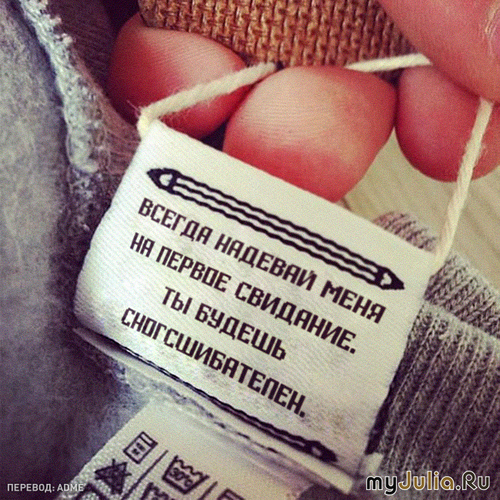 ВСЕГДА НАДЕВАЙ МЕНЯ
НА ПЕРВОЕ СВИДАНИЕ.
ТЫ БУДЕШЬ
СНОГСШИБАТЕЛЕН.
ПЕРЕВОД: ADME
myJulia.Ru